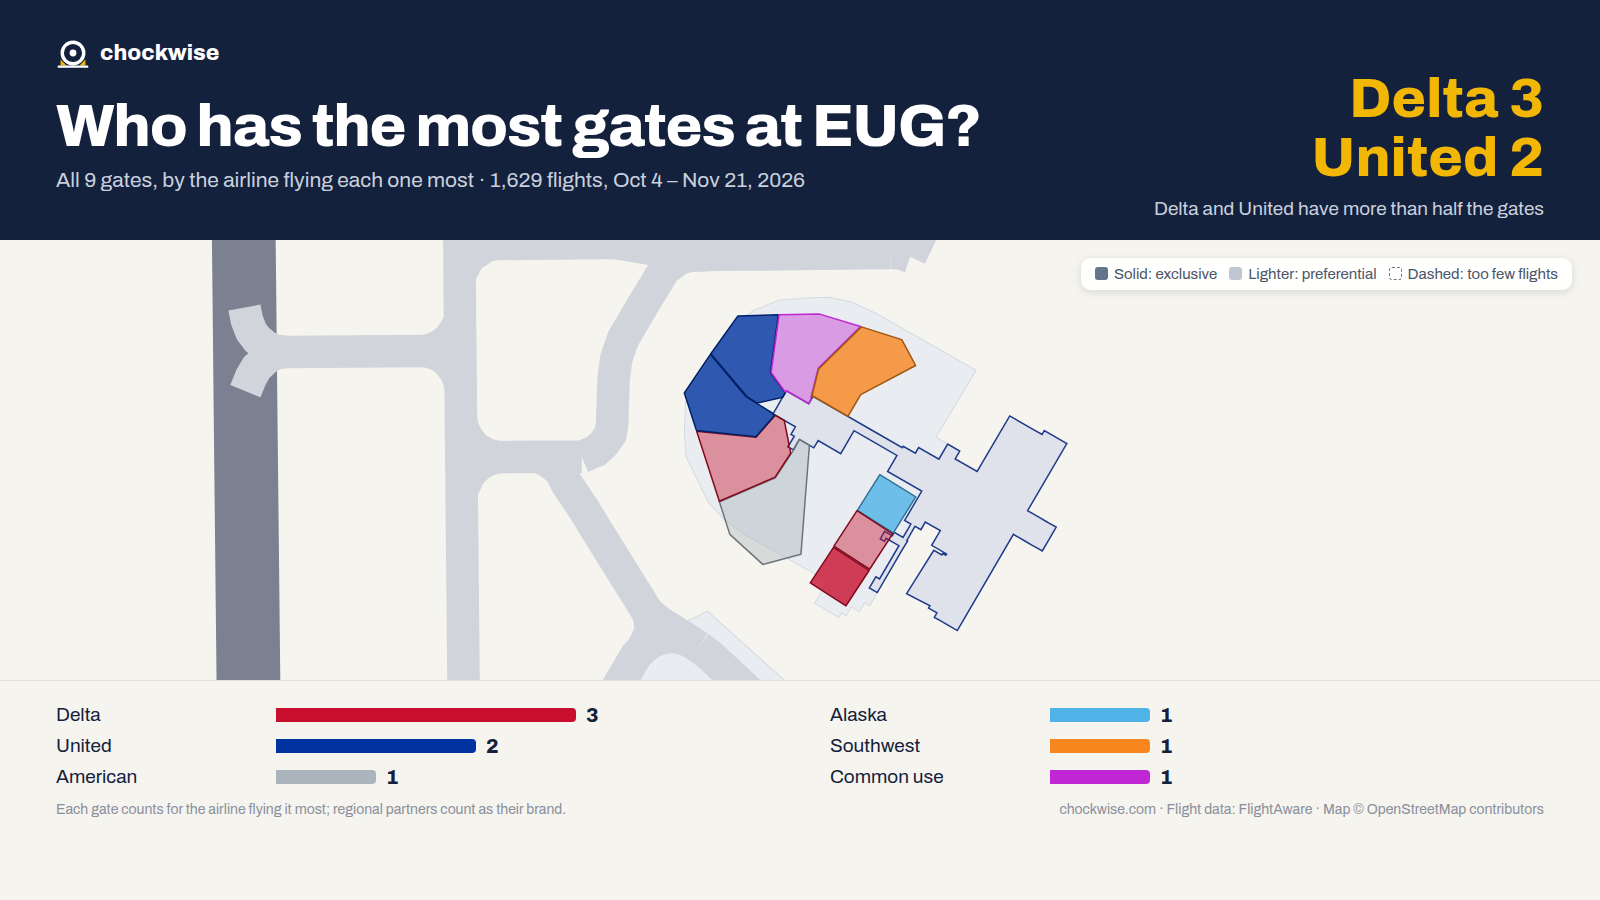 chockwise
Who has the most gates at EUG?
All 9 gates, by the airline flying each one most · 1,629 flights, Oct 4 – Nov 21, 2026
Delta 3
United 2
Delta and United have more than half the gates
Solid: exclusive
Lighter: preferential
Dashed: too few flights
Delta 3
United 2
American 1
Alaska 1
Southwest 1
Common use 1
Each gate counts for the airline flying it most; regional partners count as their brand.
chockwise.com · Flight data: FlightAware · Map © OpenStreetMap contributors